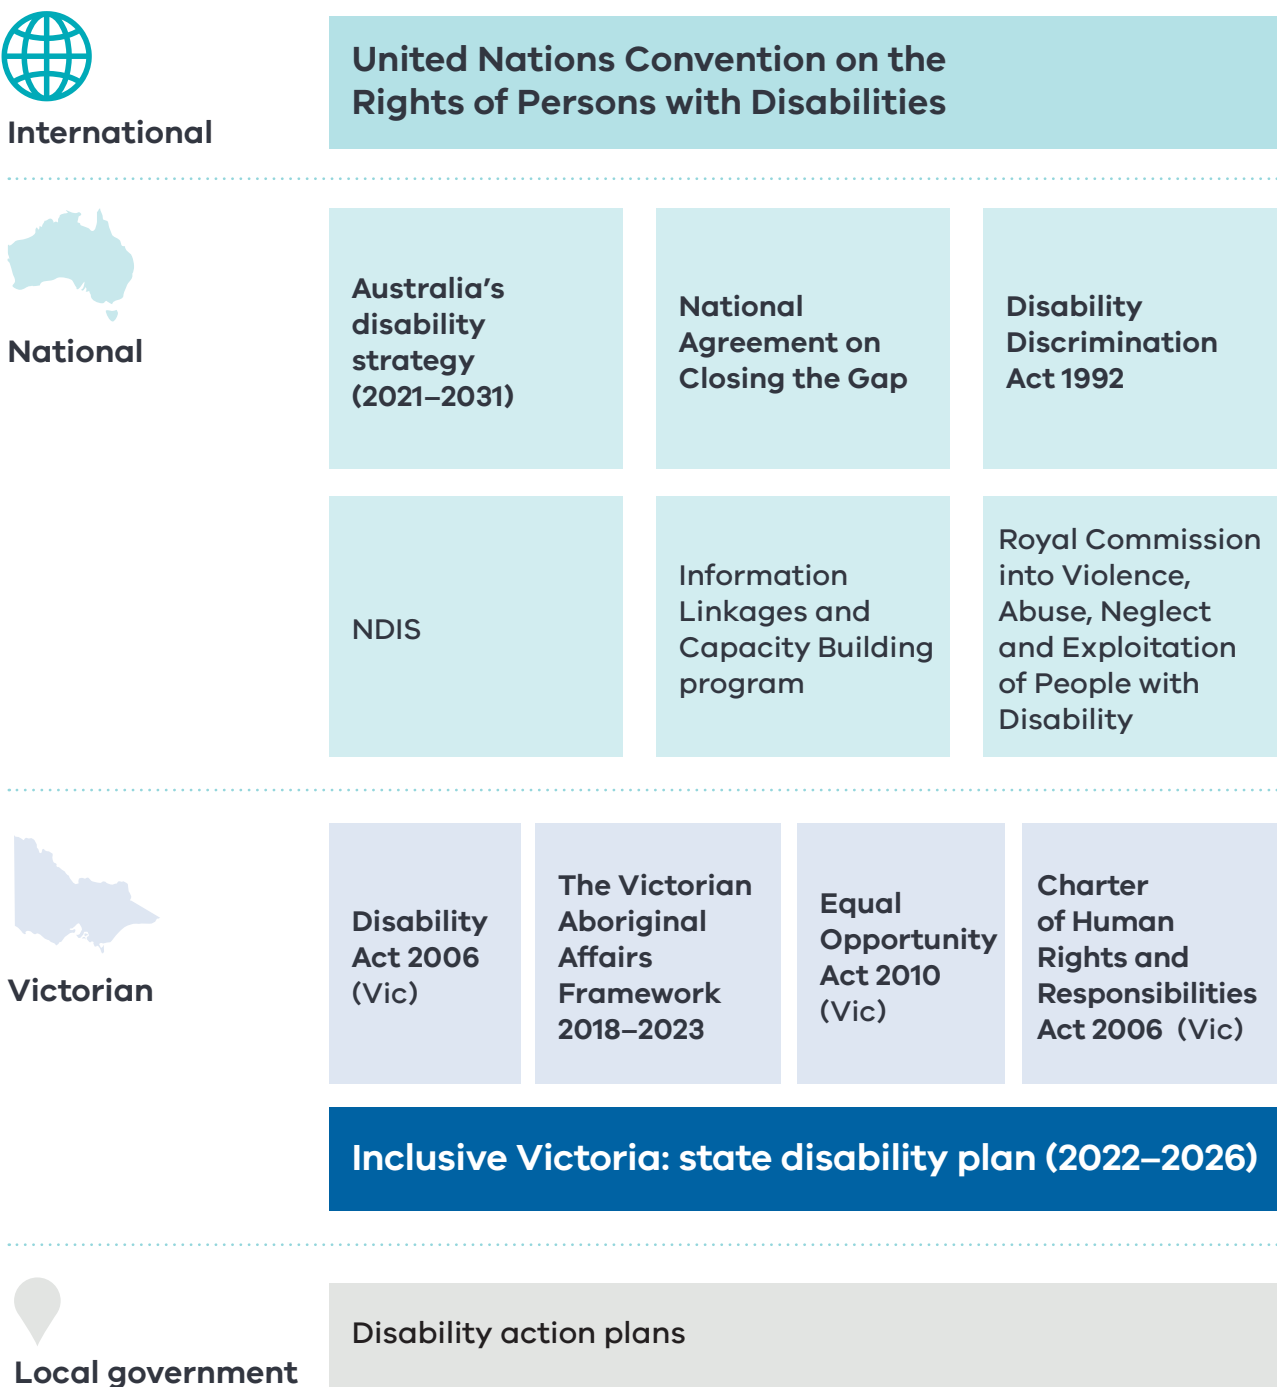 International
United Nations Convention on the
Rights of Persons with Disabilities
National
Australia’s
disability
strategy
(2021–2031)
National
Agreement on
Closing the Gap
Disability
Discrimination
Act 1992
NDIS
Information
Linkages and
Capacity Building
program
Royal Commission
into Violence,
Abuse, Neglect
and Exploitation
of People with
Disability
Victorian
Disability
Act 2006
(Vic)
The Victorian
Aboriginal
Affairs
Framework
2018–2023
Equal
Opportunity
Act 2010
(Vic)
Charter
of Human
Rights and
Responsibilities
Act 2006 (Vic)
Inclusive Victoria: state disability plan (2022–2026)
Local government
Disability action plans